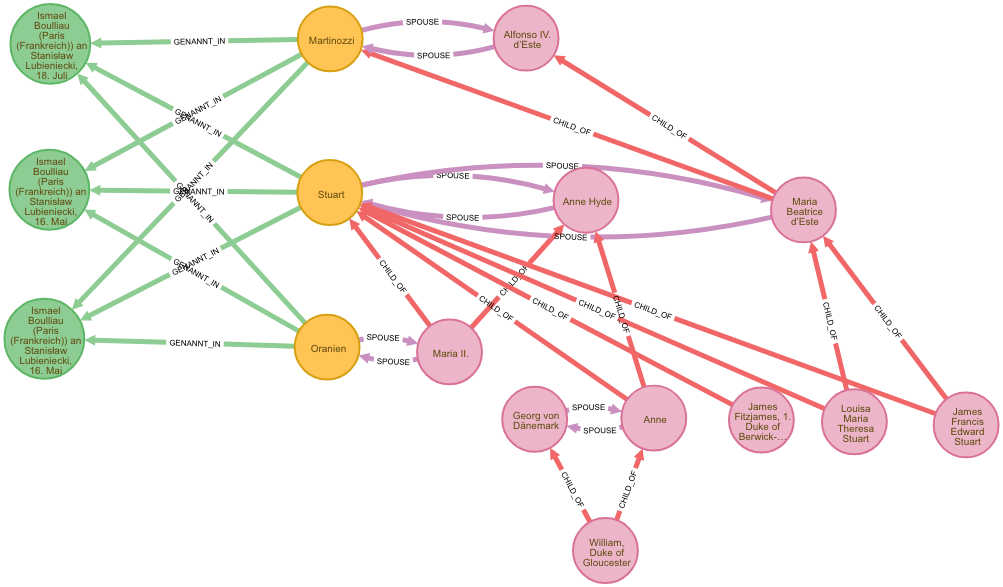 Ismael
Boulliau
(Paris
(Frankreich)) an
Stanisław
Lubieniecki,
18. Juli
GENANNT_IN
Martinozzi
SPOUSE
SPOUSE
Alfonso IV.
d'Este
GENANNT_IN
GENANNT_IN
CHILD_OF
CHILD_OF
Ismael
Boulliau
(Paris
(Frankreich)) an
Stanisław
Lubieniecki,
16. Mai
GENANNT_IN
GENANNT_IN
GENANNT_IN
Stuart
SPOUSE
SPOUSE
SPOUSE
SPOUSE
Anne Hyde
Maria
Beatrice
d'Este
GENANNT_IN
GENANNT_IN
CHILD_OF
CHILD_OF
CHILD_OF
CHILD_OF
CHILD_OF
CHILD_OF
CHILD_OF
CHILD_OF
CHILD_OF
Ismael
Boulliau
(Paris
(Frankreich)) an
Stanisław
Lubieniecki,
16. Mai
GENANNT_IN
Oranien
SPOUSE
SPOUSE
Maria II.
Georg von
Dänemark
SPOUSE
SPOUSE
Anne
James
Fitzjames, 1.
Duke of
Berwick-...
Louisa
Maria
Theresa
Stuart
James
Francis
Edward
Stuart
CHILD_OF
CHILD_OF
William,
Duke of
Gloucester